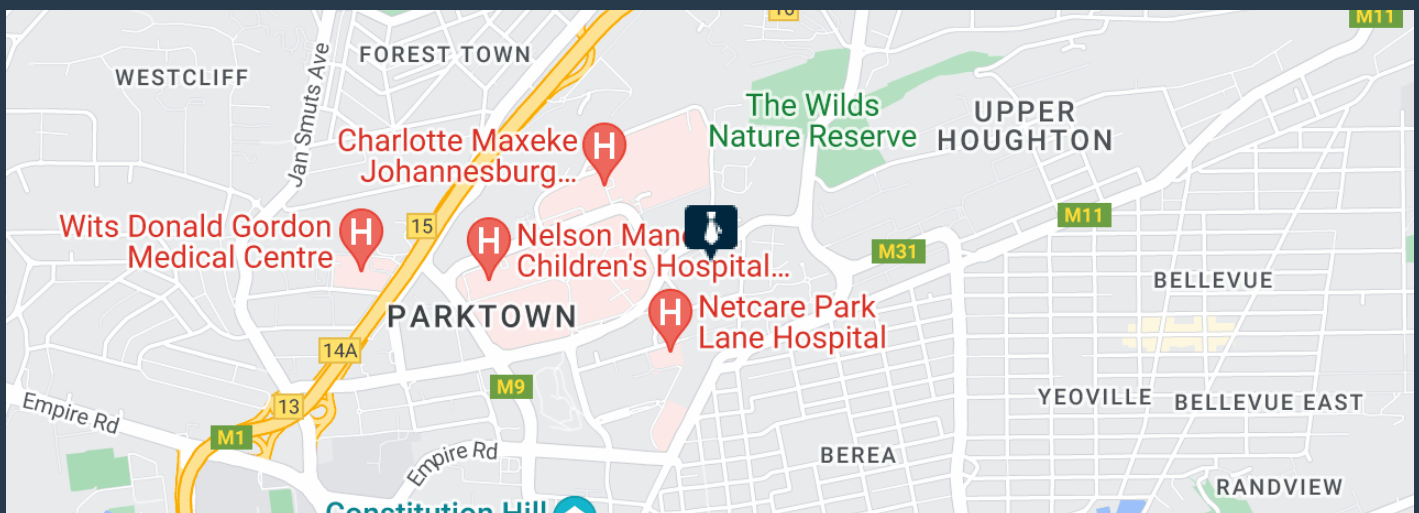 M11
FOREST TOWN
WESTCLIFF
Jan Smuts Ave
The Wilds
Nature Reserve
UPPER
HOUGHTON
Charlotte Maxeke
Johannesburg...
H
M11
Wits Donald Gordon
Medical Centre
H
15
H
Nelson Man
Children's Hospital...
M31
BELLEVUE
PARKTOWN
H
Netcare Park
Lane Hospital
14A
M9
YEOVILLE
BELLEVUE EAST
Empire Rd
13
M1
Empire Rd
BEREA
RANDVIEW
Constitution Hill